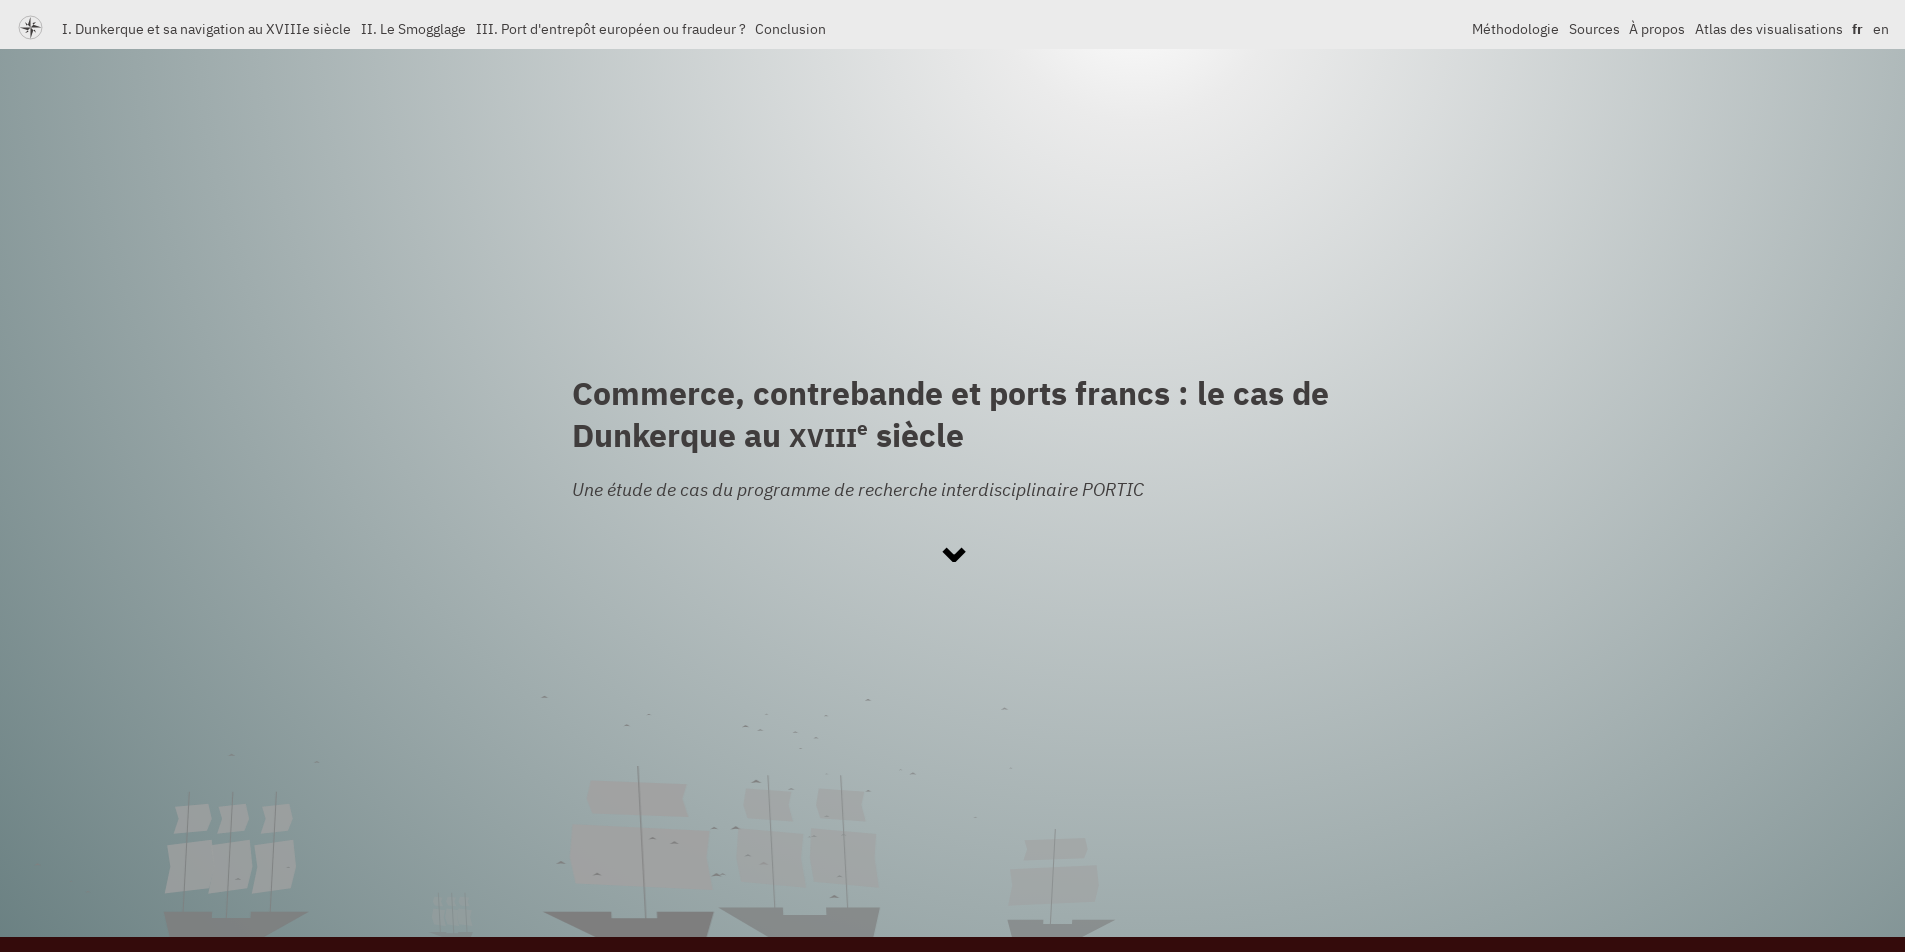 I. Dunkerque et sa navigation au XVIIIe siècle II. Le Smogglage III. Port d'entrepôt européen ou fraudeur ? Conclusion Méthodologie Sources À propos Atlas des visualisations fr en
Commerce, contrebande et ports francs : le cas de
Dunkerque au XVIIIe siècle
Une étude de cas du programme de recherche interdisciplinaire PORTIC